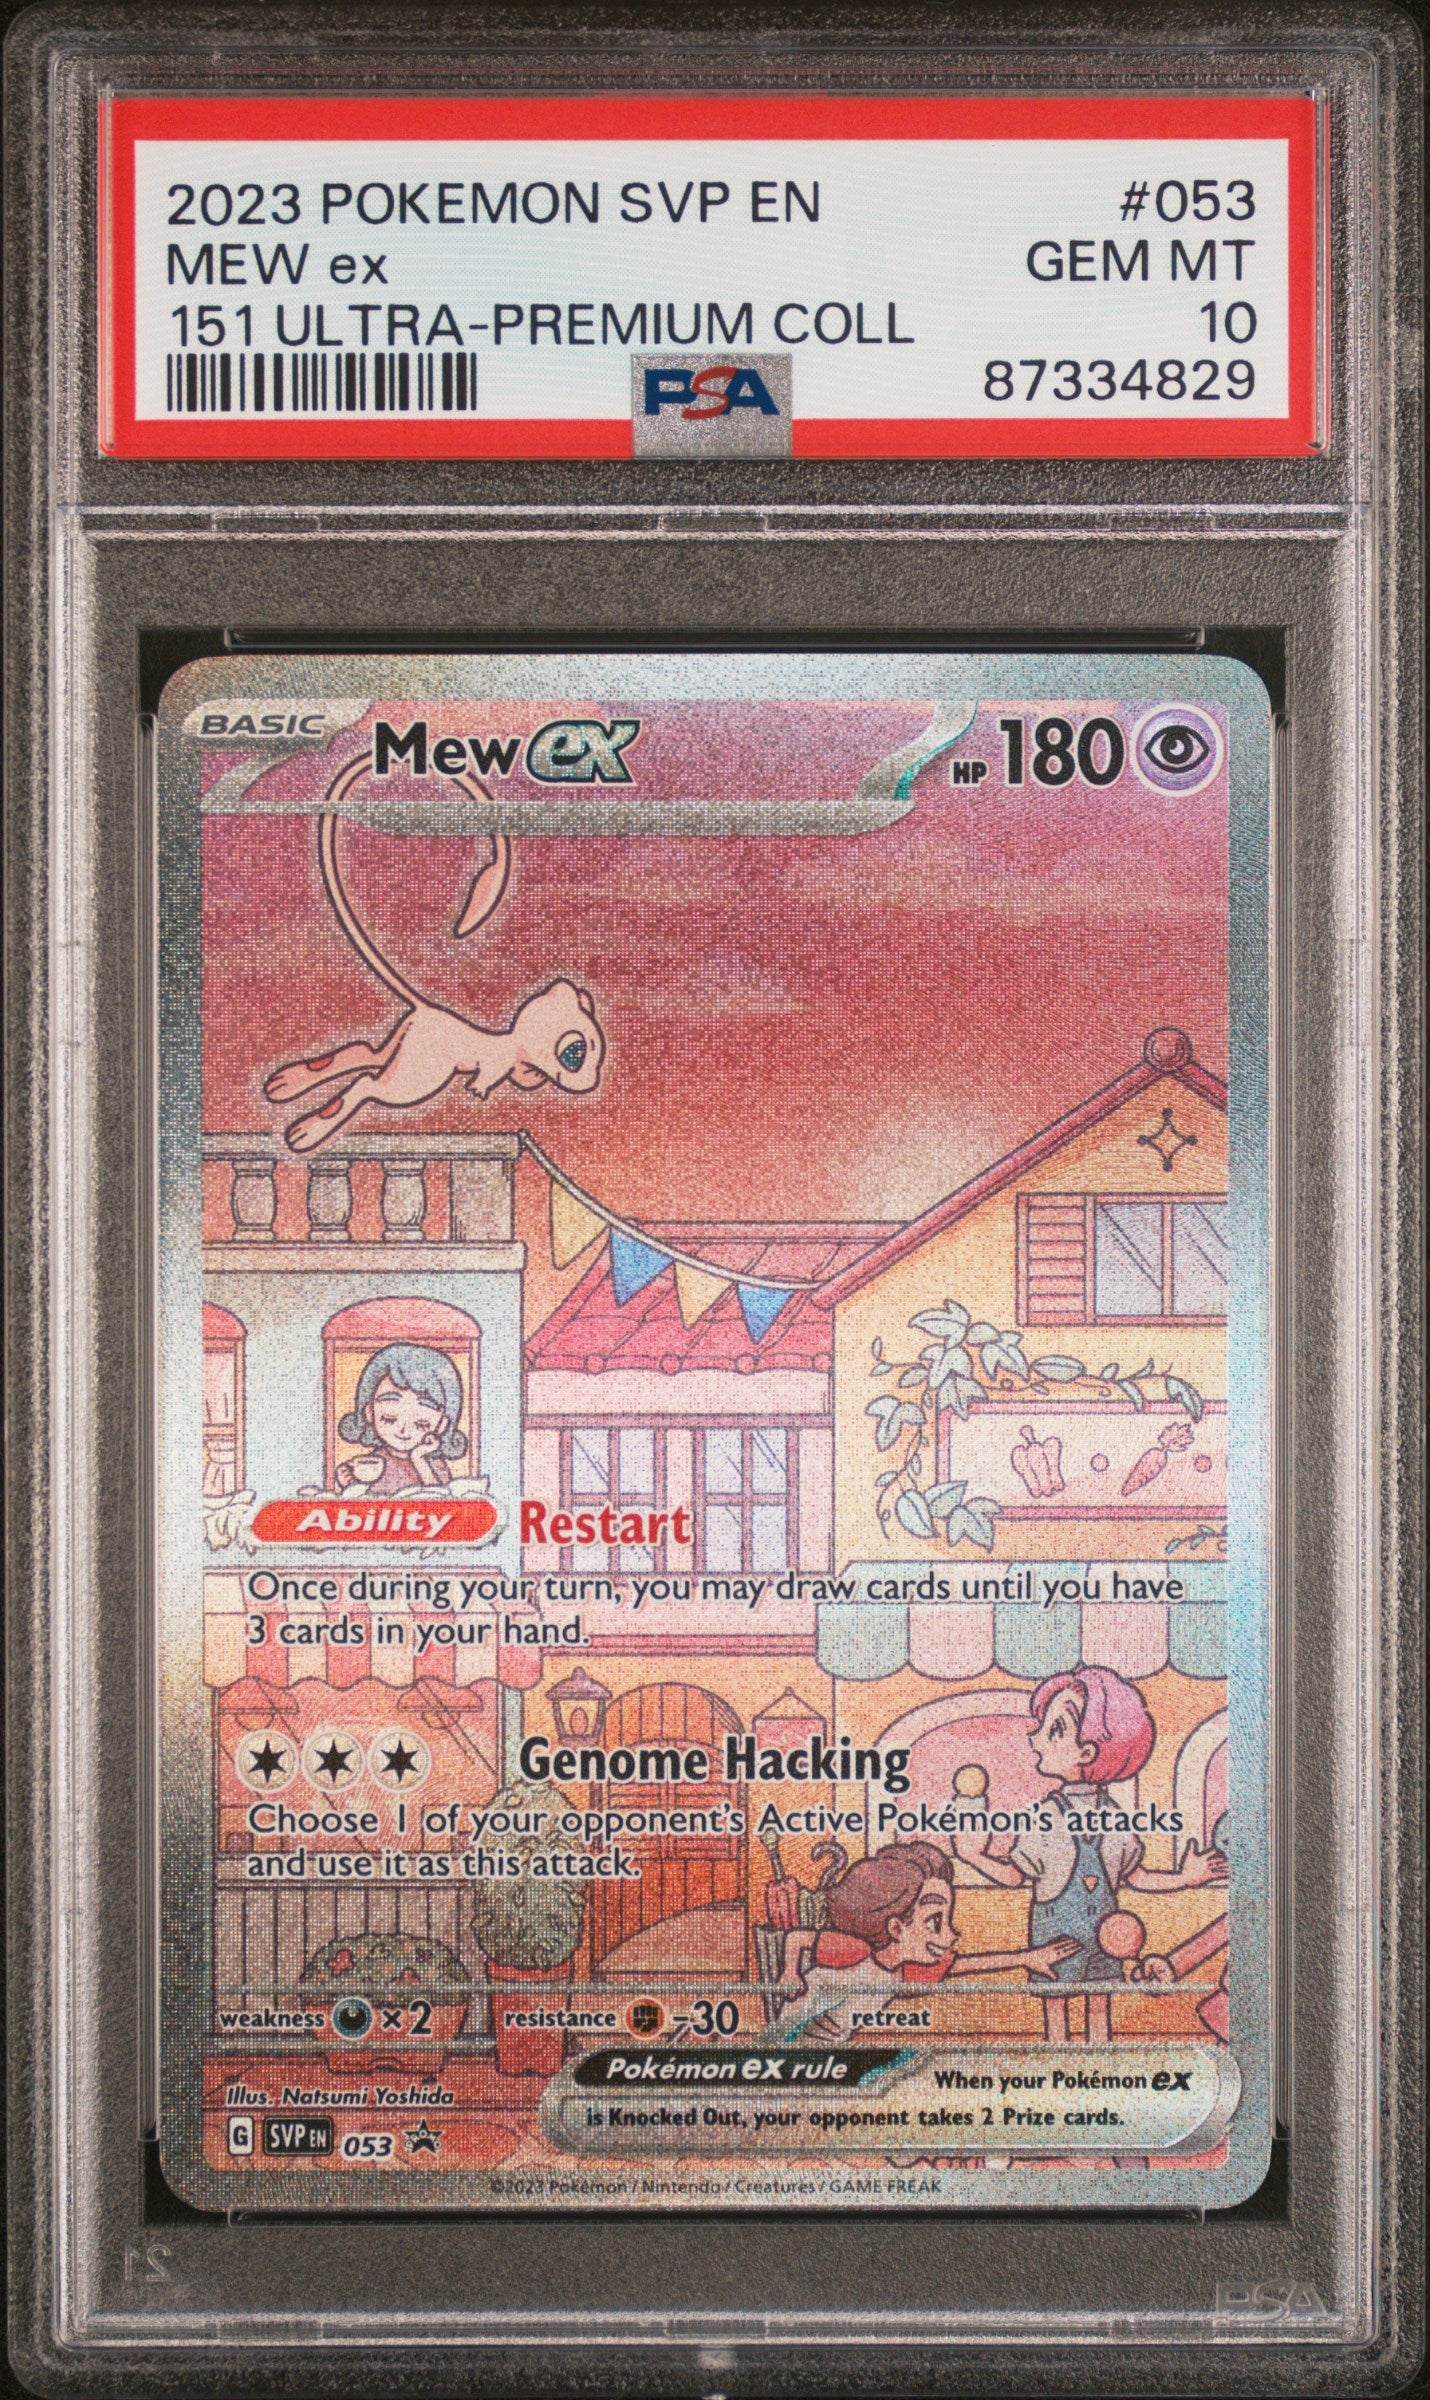 2023 POKEMON SVP EN #053
MEW ex GEM MT
151 ULTRA-PREMIUM COLL 10
PSA 87334829
BASIC Mew ex HP 180
Ability Restart
Once during your turn, you may draw cards until you have
3 cards in your hand.
Genome Hacking
Choose 1 of your opponent's Active Pokémon's attacks
and use it as this attack.
weakness ×2 resistance -30 retreat
Pokémon ex rule When your Pokémon ex
is Knocked Out, your opponent takes 2 Prize cards.
Illus. Natsumi Yoshida
G SVP EN 053
©2023 Pokémon / Nintendo / Creatures / GAME FREAK
21
PSA